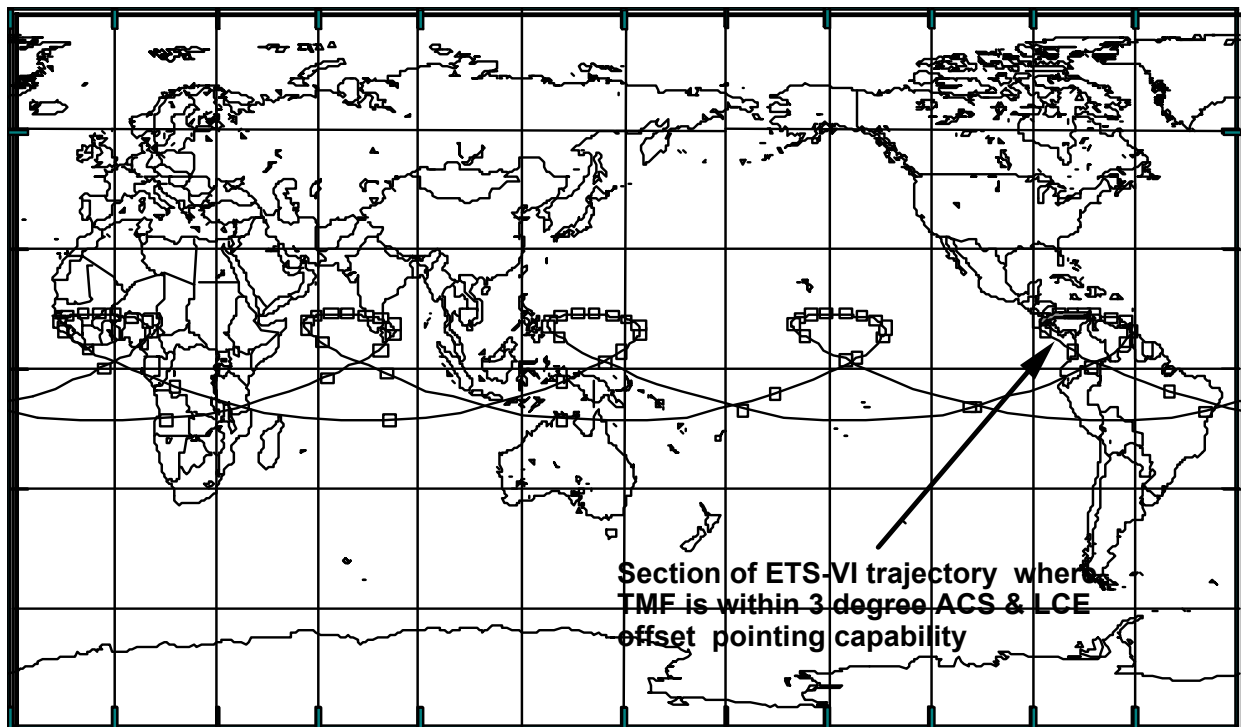 Section of ETS-VI trajectory where
TMF is within 3 degree ACS & LCE
offset pointing capability